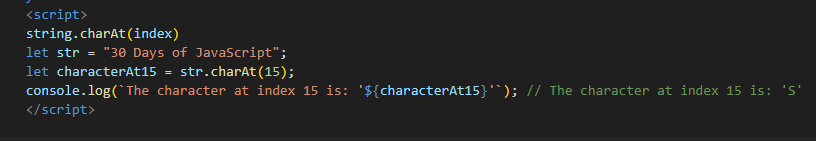 <script>
string.charAt(index)
let str = "30 Days of JavaScript";
let characterAt15 = str.charAt(15);
console.log(`The character at index 15 is: '${characterAt15}'`); // The character at index 15 is: 'S'
</script>